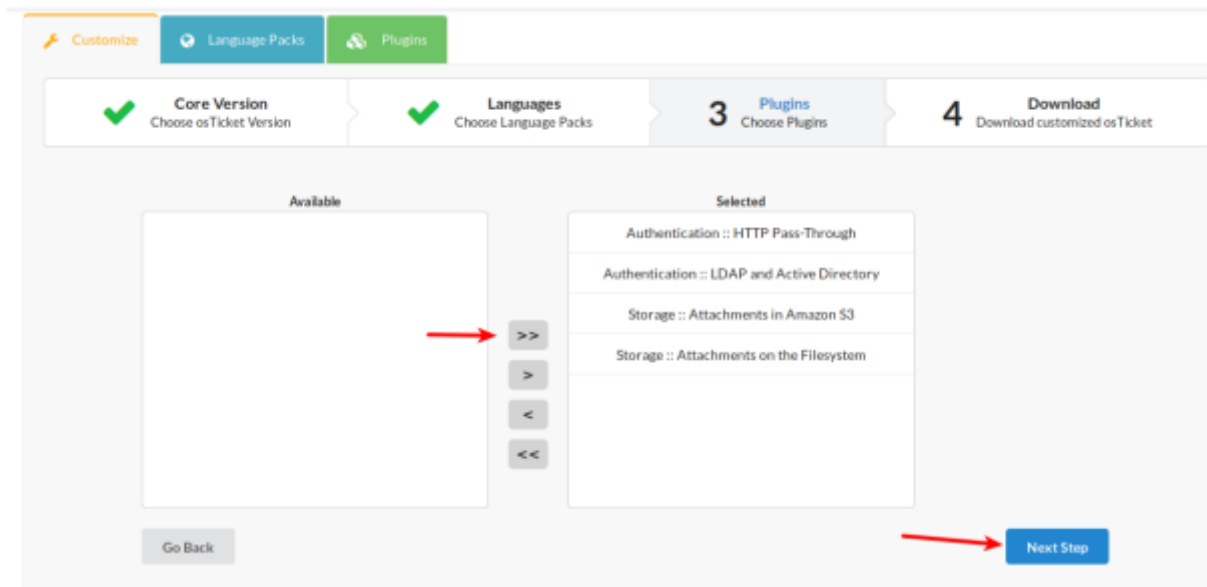 Customize
Language Packs
Plugins
Core Version
Choose osTicket Version
Languages
Choose Language Packs
3
Plugins
Choose Plugins
4
Download
Download customized osTicket
Available
Selected
Authentication :: HTTP Pass-Through
Authentication :: LDAP and Active Directory
Storage :: Attachments in Amazon S3
Storage :: Attachments on the Filesystem
>>
>
<
<<
Go Back
Next Step